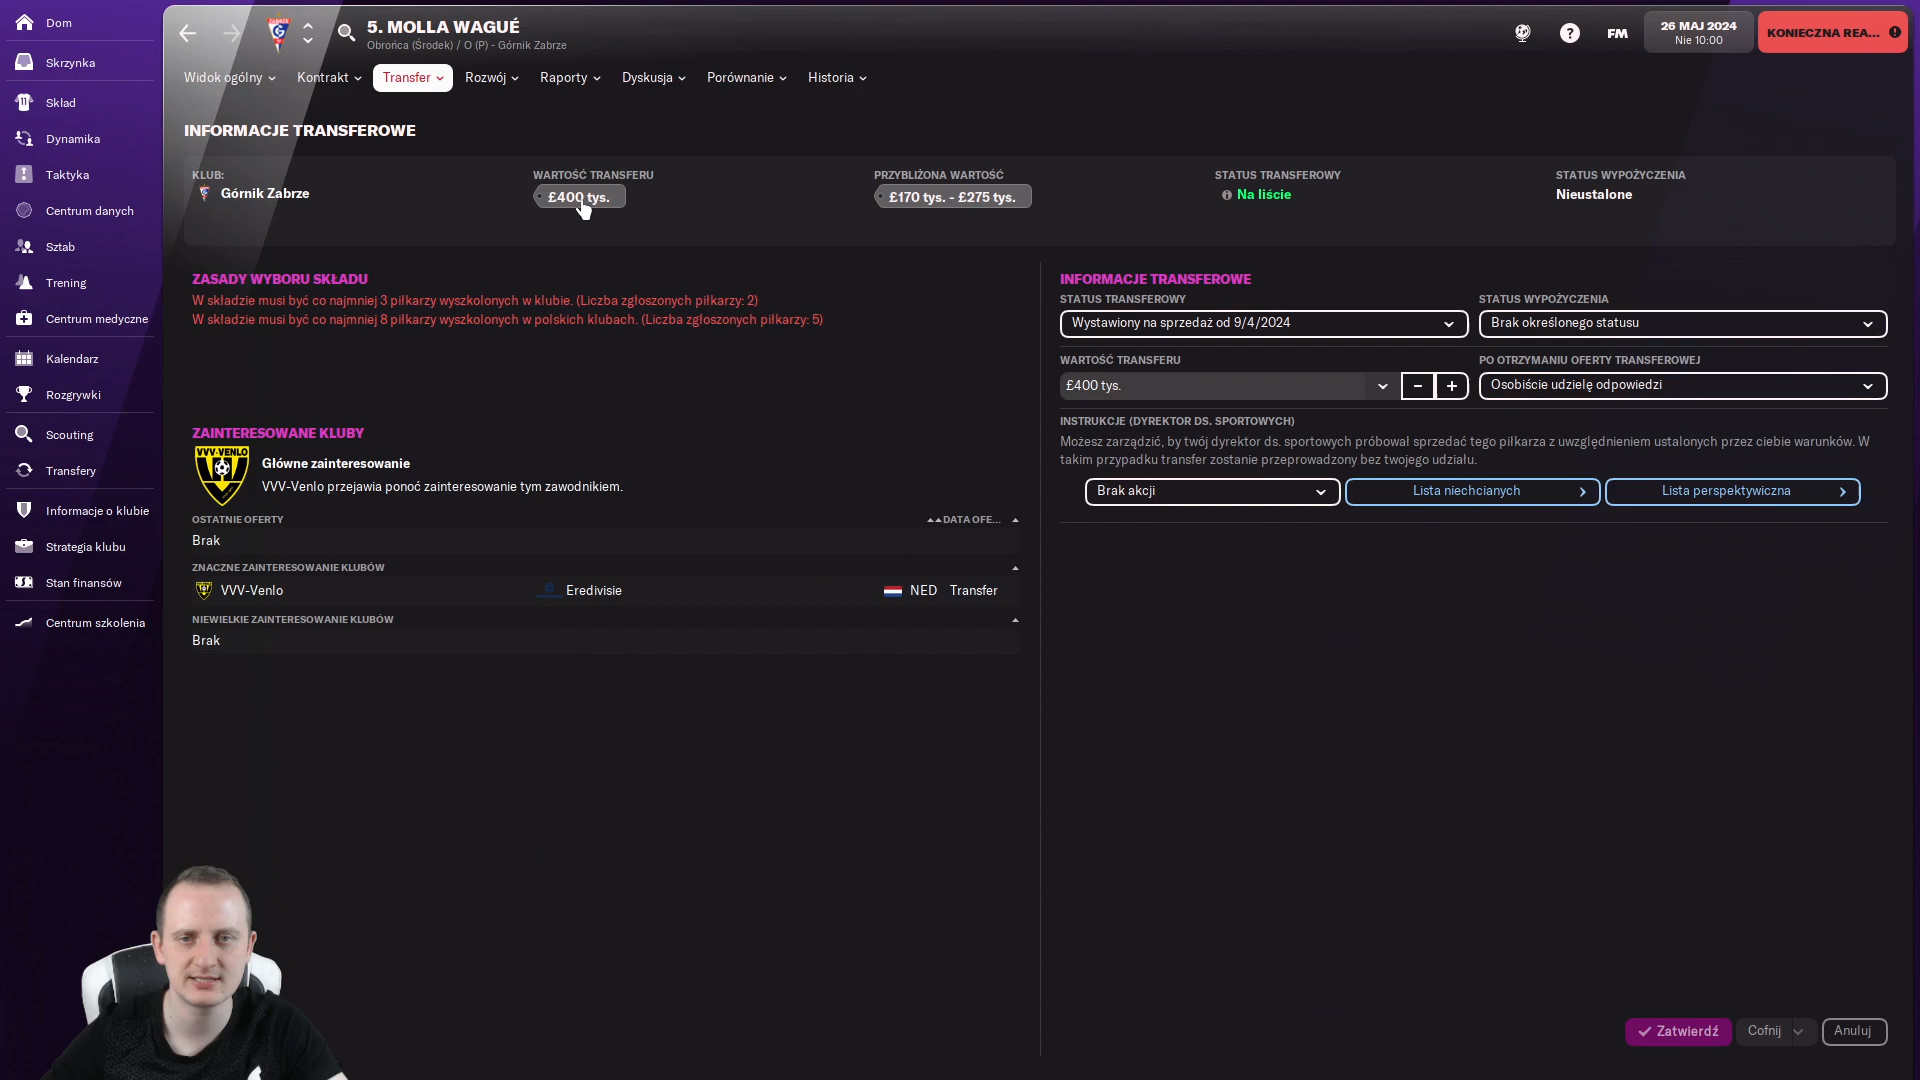 Dom
Skrzynka
Skład
Dynamika
Taktyka
Centrum danych
Sztab
Trening
Centrum medyczne
Kalendarz
Rozgrywki
Scouting
Transfery
Informacje o klubie
Strategia klubu
Stan finansów
Centrum szkolenia
5. MOLLA WAGUÉ
Obrońca (Środek) / O (P) - Górnik Zabrze
FM
26 MAJ 2024
Nie 10:00
KONIECZNA REA...
Widok ogólny
Kontrakt
Transfer
Rozwój
Raporty
Dyskusja
Porównanie
Historia
INFORMACJE TRANSFEROWE
KLUB:
Górnik Zabrze
WARTOŚĆ TRANSFERU
£400 tys.
PRZYBLIŻONA WARTOŚĆ
£170 tys. - £275 tys.
STATUS TRANSFEROWY
Na liście
STATUS WYPOŻYCZENIA
Nieustalone
ZASADY WYBORU SKŁADU
W składzie musi być co najmniej 3 piłkarzy wyszkolonych w klubie. (Liczba zgłoszonych piłkarzy: 2)
W składzie musi być co najmniej 8 piłkarzy wyszkolonych w polskich klubach. (Liczba zgłoszonych piłkarzy: 5)
ZAINTERESOWANE KLUBY
VVV-VENLO
Główne zainteresowanie
VVV-Venlo przejawia ponoć zainteresowanie tym zawodnikiem.
OSTATNIE OFERTY
DATA OFE...
Brak
ZNACZNE ZAINTERESOWANIE KLUBÓW
VVV-Venlo
Eredivisie
NED
Transfer
NIEWIELKIE ZAINTERESOWANIE KLUBÓW
Brak
INFORMACJE TRANSFEROWE
STATUS TRANSFEROWY
Wystawiony na sprzedaż od 9/4/2024
STATUS WYPOŻYCZENIA
Brak określonego statusu
WARTOŚĆ TRANSFERU
£400 tys.
PO OTRZYMANIU OFERTY TRANSFEROWEJ
Osobiście udzielę odpowiedzi
INSTRUKCJE (DYREKTOR DS. SPORTOWYCH)
Możesz zarządzić, by twój dyrektor ds. sportowych próbował sprzedać tego piłkarza z uwzględnieniem ustalonych przez ciebie warunków. W
takim przypadku transfer zostanie przeprowadzony bez twojego udziału.
Brak akcji
Lista niechcianych
Lista perspektywiczna
Zatwierdź
Cofnij
Anuluj